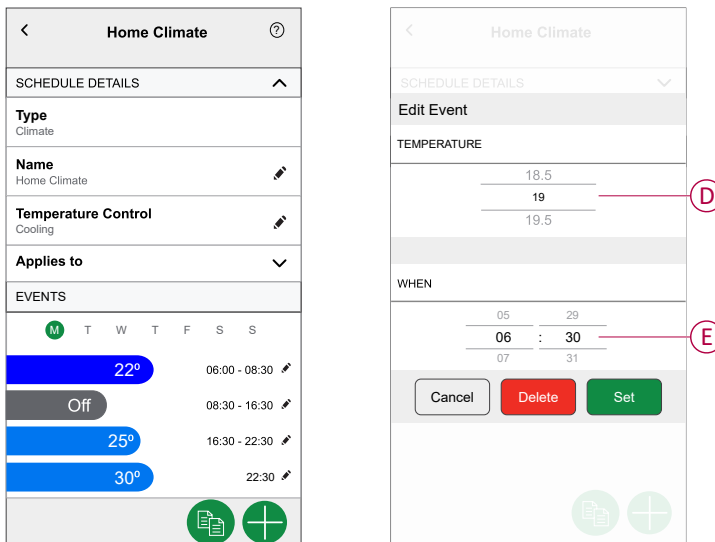 Home Climate
?
SCHEDULE DETAILS
Type
Climate
Name
Home Climate
Temperature Control
Cooling
Applies to
EVENTS
M T W T F S S
22º 06:00 - 08:30
Off 08:30 - 16:30
25º 16:30 - 22:30
30º 22:30
Home Climate
SCHEDULE DETAILS
Edit Event
TEMPERATURE
18.5
19
19.5
D
WHEN
05 29
06 : 30
07 31
E
Cancel Delete Set